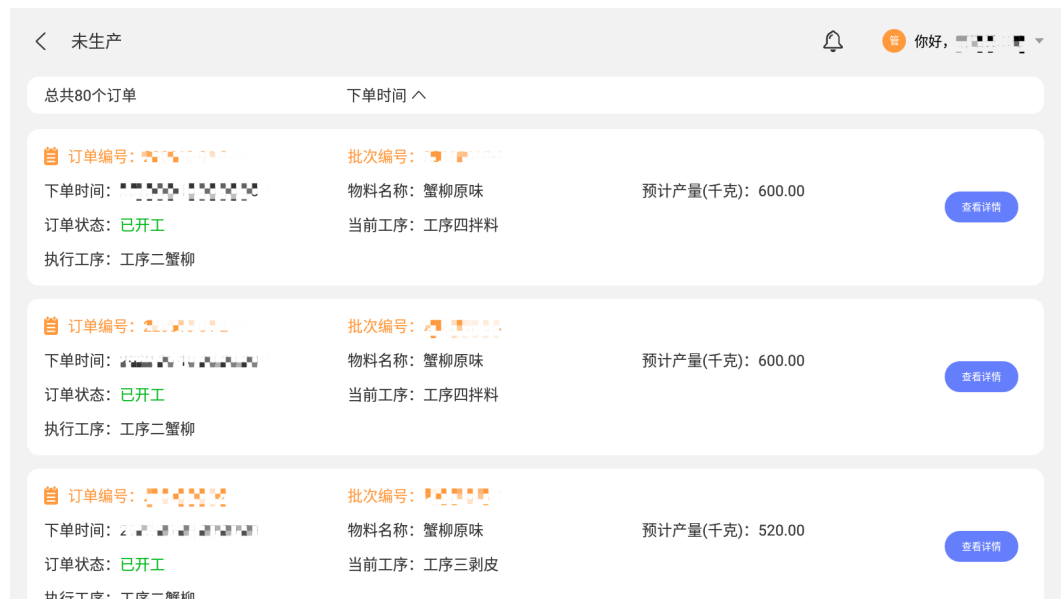 未生产
管 你好，
总共80个订单 下单时间
订单编号： 批次编号：
下单时间： 物料名称：蟹柳原味 预计产量(千克)：600.00
查看详情
订单状态：已开工 当前工序：工序四拌料
执行工序：工序二蟹柳
订单编号： 批次编号：
下单时间： 物料名称：蟹柳原味 预计产量(千克)：600.00
查看详情
订单状态：已开工 当前工序：工序四拌料
执行工序：工序二蟹柳
订单编号： 批次编号：
下单时间： 物料名称：蟹柳原味 预计产量(千克)：520.00
查看详情
订单状态：已开工 当前工序：工序三剥皮
执行工序：工序二蟹柳